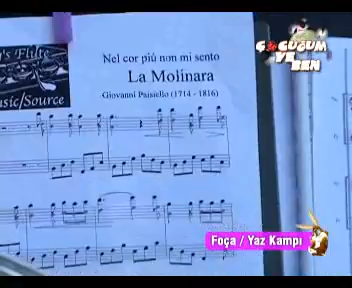 's Flute
Music/Source
Nel cor più non mi sento
La Molinara
Giovanni Paisiello (1714 - 1816)
ÇOCUĞUM
VE
BEN
Foça / Yaz Kampı